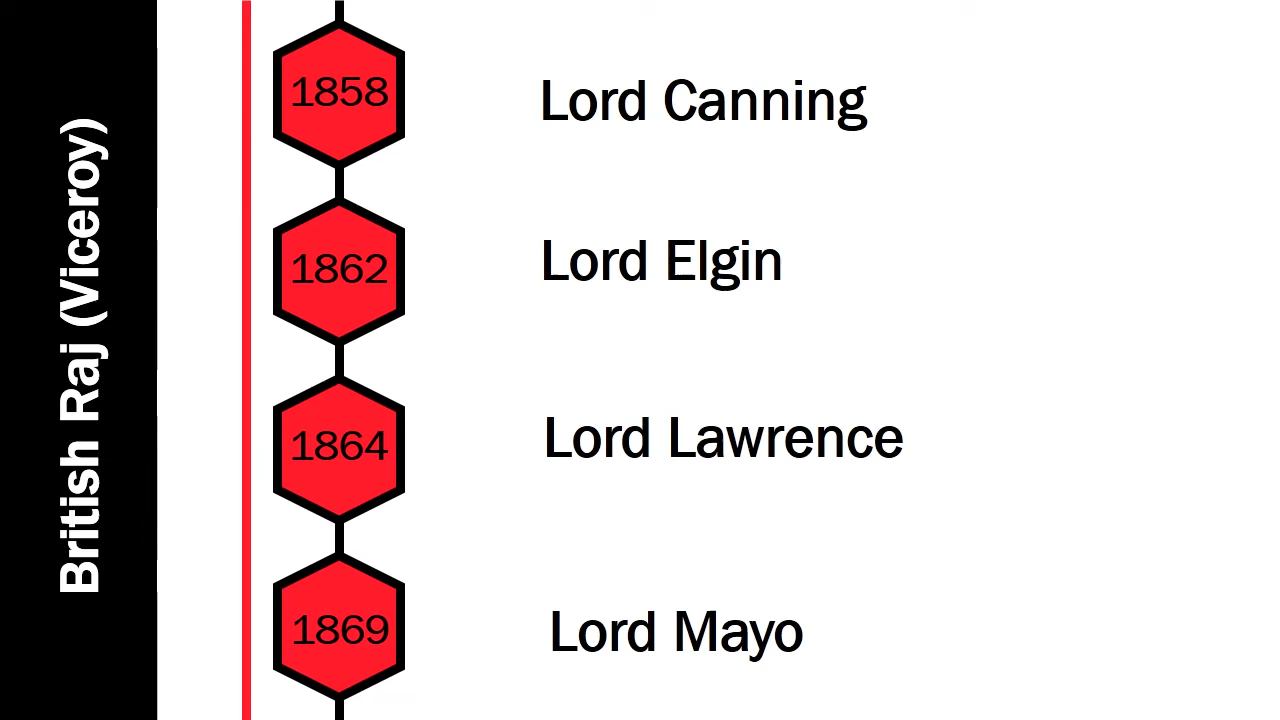 British Raj (Viceroy)
1858
Lord Canning
1862
Lord Elgin
1864
Lord Lawrence
1869
Lord Mayo